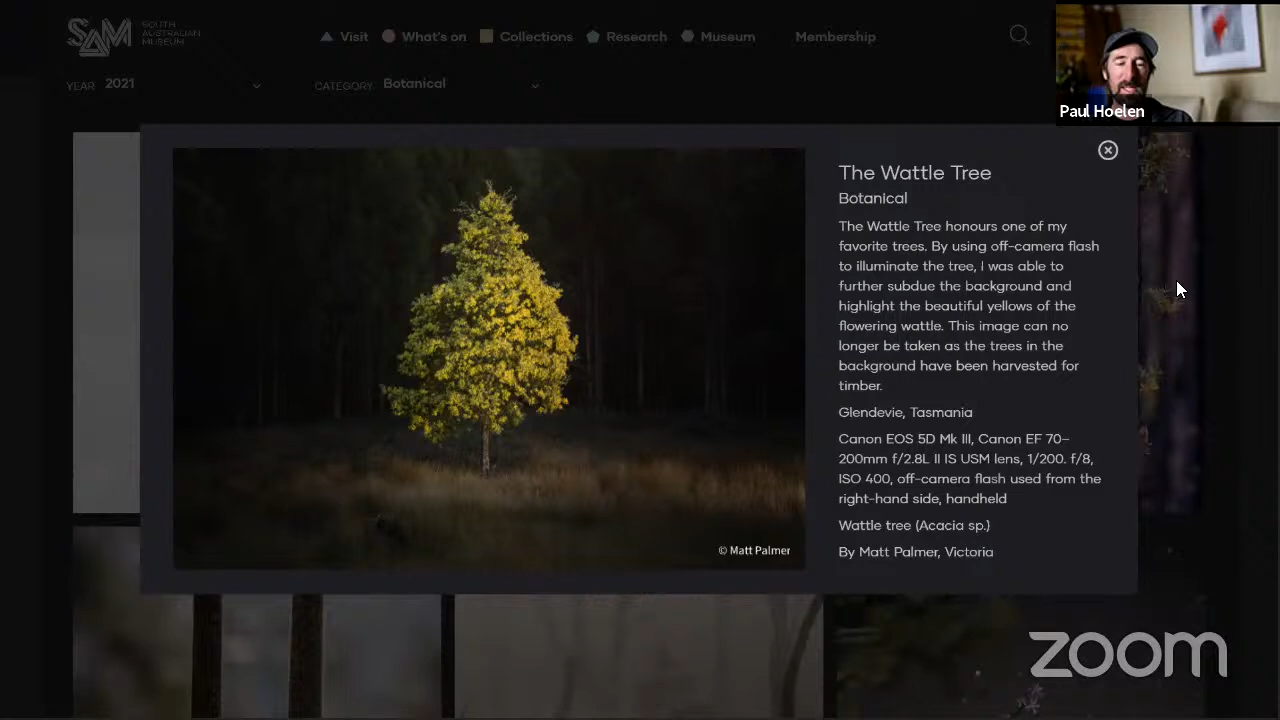 SAM
SOUTH
AUSTRALIAN
MUSEUM
Visit
What's on
Collections
Research
Museum
Membership
YEAR 2021
CATEGORY Botanical
Paul Hoelen
The Wattle Tree
Botanical
The Wattle Tree honours one of my
favorite trees. By using off-camera flash
to illuminate the tree, I was able to
further subdue the background and
highlight the beautiful yellows of the
flowering wattle. This image can no
longer be taken as the trees in the
background have been harvested for
timber.
Glendevie, Tasmania
Canon EOS 5D Mk III, Canon EF 70–
200mm f/2.8L II IS USM lens, 1/200. f/8,
ISO 400, off-camera flash used from the
right-hand side, handheld
Wattle tree (Acacia sp.)
By Matt Palmer, Victoria
© Matt Palmer
zoom